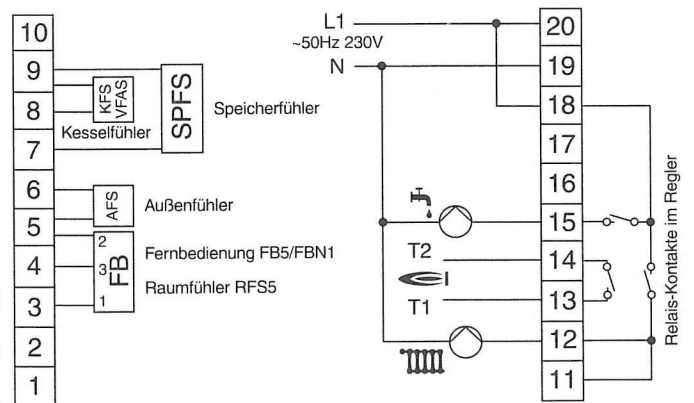 10
9
8
7
6
5
4
3
2
1
KFS
VFAS
Kesselfühler
SPFS
Speicherfühler
AFS
Außenfühler
2
3
1
FB
Fernbedienung FB5/FBN1
Raumfühler RFS5
L1
~50Hz 230V
N
T2
T1
20
19
18
17
16
15
14
13
12
11
Relais-Kontakte im Regler